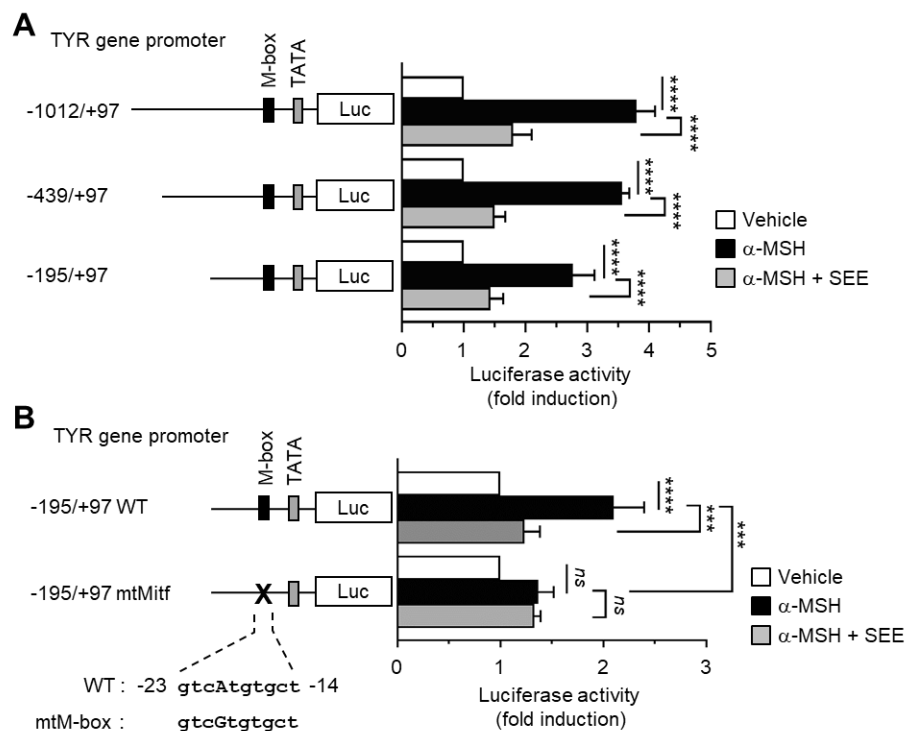 A
TYR gene promoter
M-box
TATA
-1012/+97
Luc
****
****
-439/+97
Luc
****
****
-195/+97
Luc
****
****
Vehicle
α-MSH
α-MSH + SEE
0 1 2 3 4 5
Luciferase activity
(fold induction)
B
TYR gene promoter
M-box
TATA
-195/+97 WT
Luc
****
***
***
-195/+97 mtMitf
X
Luc
ns
ns
Vehicle
α-MSH
α-MSH + SEE
WT : -23 gtcAtgtgct -14
mtM-box : gtcGtgtgct
0 1 2 3
Luciferase activity
(fold induction)